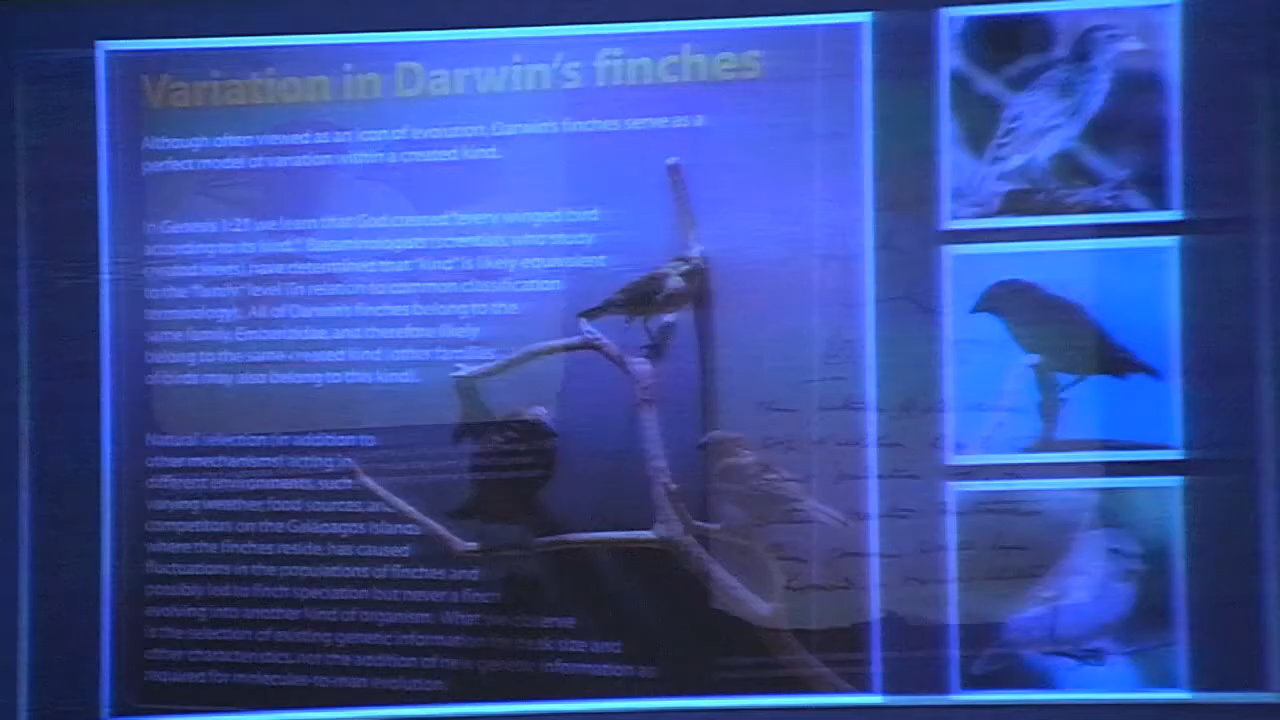 Variation in Darwin's finches
Although often viewed as an icon of evolution, Darwin's finches serve as a
perfect model of variation within a created kind.
In Genesis 1:21 we learn that God created "every winged bird
according to its kind." Baraminologists (scientists who study
created kinds) have determined that "kind" is likely equivalent
to the "family" level in relation to common classification
terminology. All of Darwin's finches belong to the
same family, Emberizidae, and therefore likely
belong to the same created kind (other finches
or birds may also belong to this kind).
Natural selection (in addition to
other mechanisms) acting
different environments, such
varying weather, food sources, and
competition on the Galápagos Islands
where the finches reside, has caused
fluctuations in the populations of finches and
possibly led to finch speciation but never a finch
evolving into another kind of organism. What
is the selection of existing genetic information size and
other characteristics, not the addition of new genetic information
required for molecules-to-man evolution.